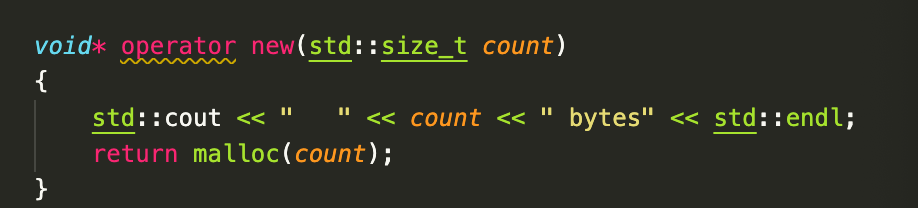 void* operator new(std::size_t count)
{
    std::cout << "   " << count << " bytes" << std::endl;
    return malloc(count);
}